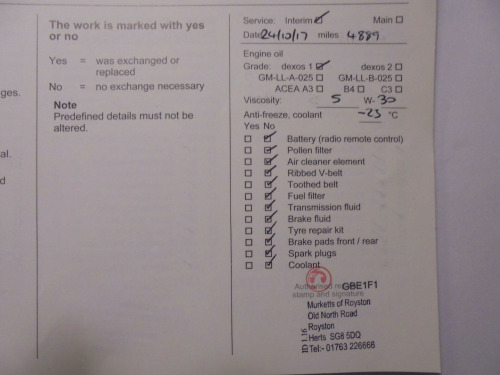 The work is marked with yes
or no
Yes = was exchanged or
replaced
No = no exchange necessary
Note
Predefined details must not be
altered.
ges.
al.
d
Service: Interim ☑ Main ☐
Date 24/10/17 miles 4889
Engine oil
Grade: dexos 1 ☑ dexos 2 ☐
GM-LL-A-025 ☐ GM-LL-B-025 ☐
ACEA A3 ☐ B4 ☐ C3 ☐
Viscosity: 5 W- 30
Anti-freeze, coolant -23 °C
Yes No
☐ ☑ Battery (radio remote control)
☐ ☑ Pollen filter
☐ ☑ Air cleaner element
☐ ☑ Ribbed V-belt
☐ ☑ Toothed belt
☐ ☑ Fuel filter
☐ ☑ Transmission fluid
☐ ☑ Brake fluid
☐ ☑ Tyre repair kit
☐ ☑ Brake pads front / rear
☐ ☑ Spark plugs
☐ ☑ Coolant
Authorised GBE1F1
stamp and signature
Murketts of Royston
Old North Road
Royston
Herts SG8 5DQ
Tel:- 01763 226666
ID 1.16